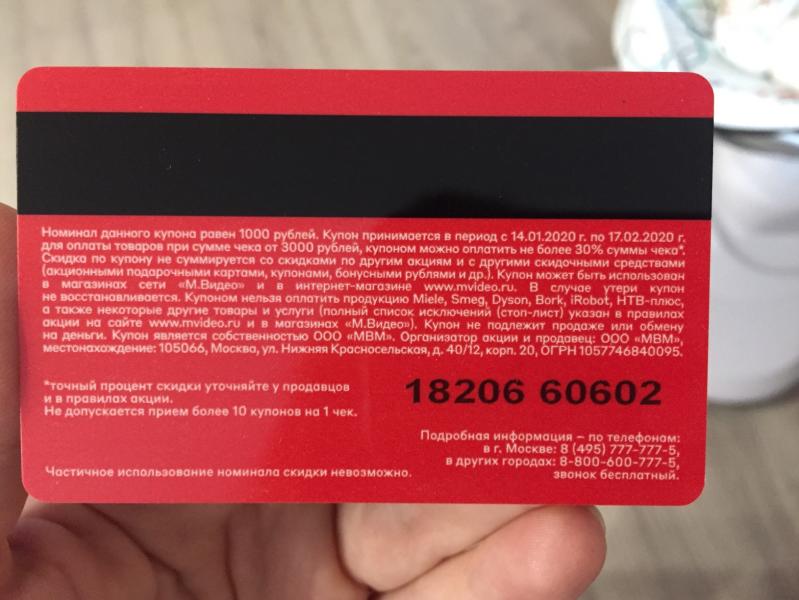 Номинал данного купона равен 1000 рублей. Купон принимается в период с 14.01.2020 г. по 17.02.2020 г.
для оплаты товаров при сумме чека от 3000 рублей, купоном можно оплатить не более 30% суммы чека*.
Скидка по купону не суммируется со скидками по другим акциям и с другими скидочными средствами
(акционными подарочными картами, купонами, бонусными рублями и др.). Купон может быть использован
в магазинах сети «М.Видео» и в интернет-магазине www.mvideo.ru. В случае утери купон
не восстанавливается. Купоном нельзя оплатить продукцию Miele, Smeg, Dyson, Bork, iRobot, НТВ-плюс,
а также некоторые другие товары и услуги (полный список исключений (стоп-лист) указан в правилах
акции на сайте www.mvideo.ru и в магазинах «М.Видео»). Купон не подлежит продаже или обмену
на деньги. Купон является собственностью ООО «МВМ». Организатор акции и продавец: ООО «МВМ»,
местонахождение: 105066, Москва, ул. Нижняя Красносельская, д. 40/12, корп. 20, ОГРН 1057746840095.
*точный процент скидки уточняйте у продавцов
и в правилах акции.
Не допускается прием более 10 купонов на 1 чек.
18206 60602
Подробная информация – по телефонам:
в г. Москве: 8 (495) 777-777-5,
в других городах: 8-800-600-777-5,
звонок бесплатный.
Частичное использование номинала скидки невозможно.